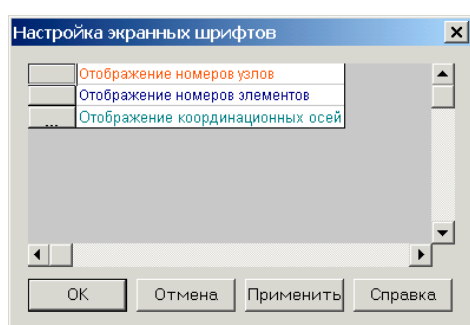 Настройка экранных шрифтов
Отображение номеров узлов
Отображение номеров элементов
... Отображение координационных осей
OK Отмена Применить Справка